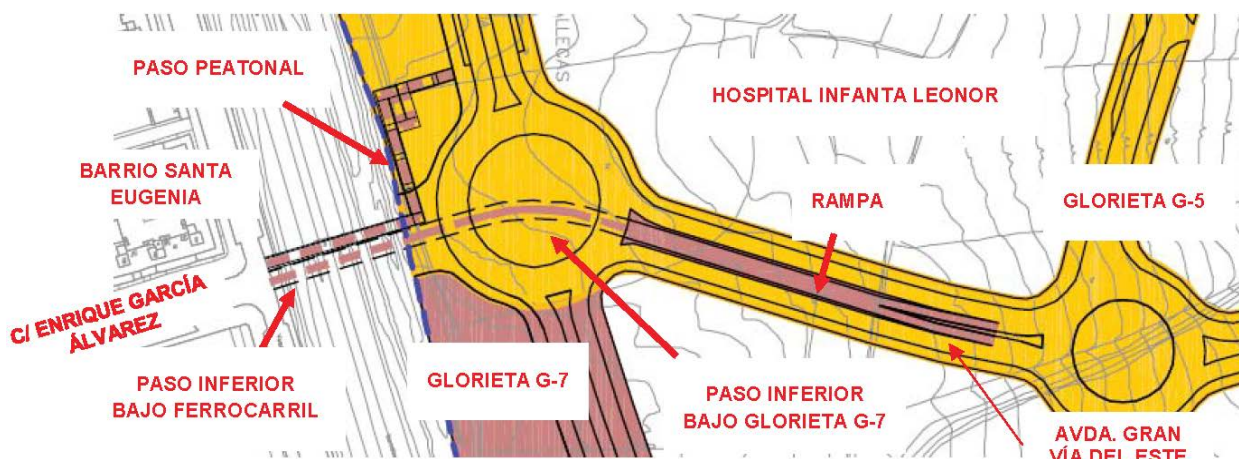 ALLECAS
PASO PEATONAL
HOSPITAL INFANTA LEONOR
BARRIO SANTA
EUGENIA
RAMPA
GLORIETA G-5
C/ ENRIQUE GARCÍA
ÁLVAREZ
PASO INFERIOR
BAJO FERROCARRIL
GLORIETA G-7
PASO INFERIOR
BAJO GLORIETA G-7
AVDA. GRAN
VÍA DEL ESTE